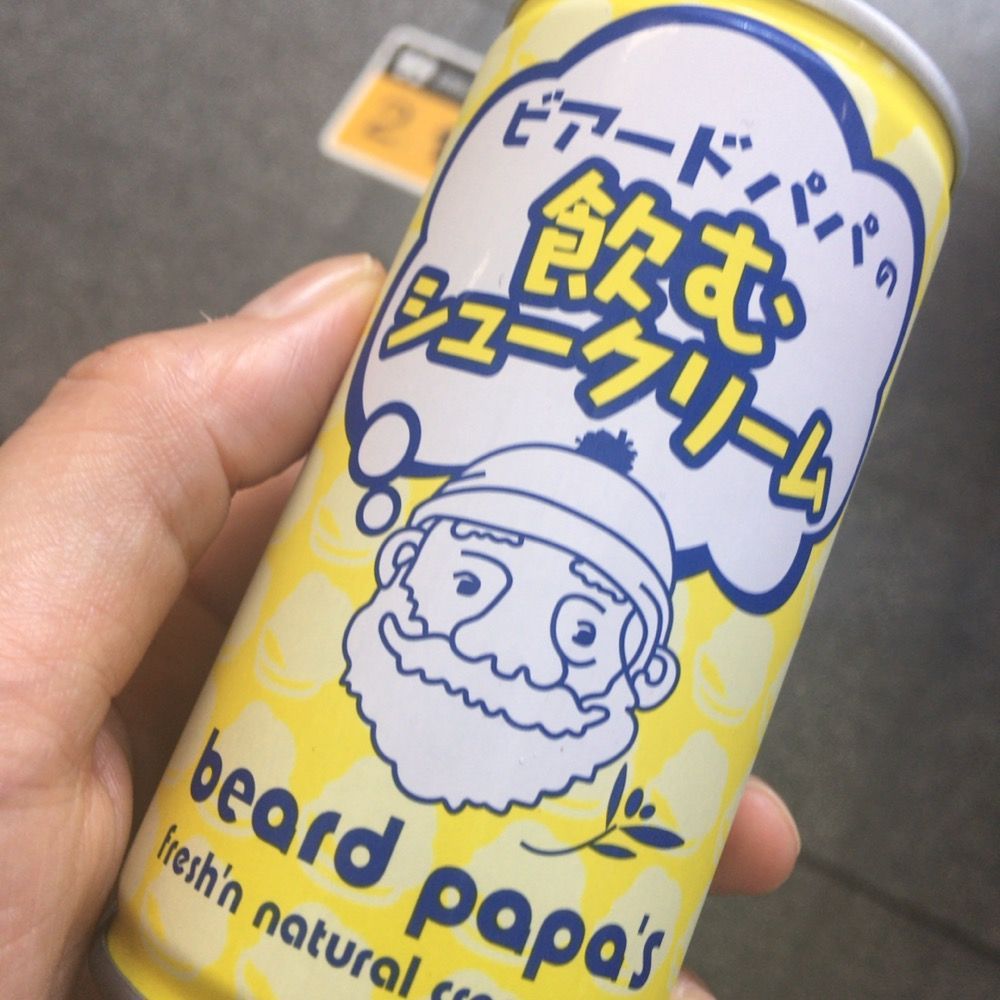 ビアードパパの
飲む
シュークリーム
beard papa's
fresh'n natural
2